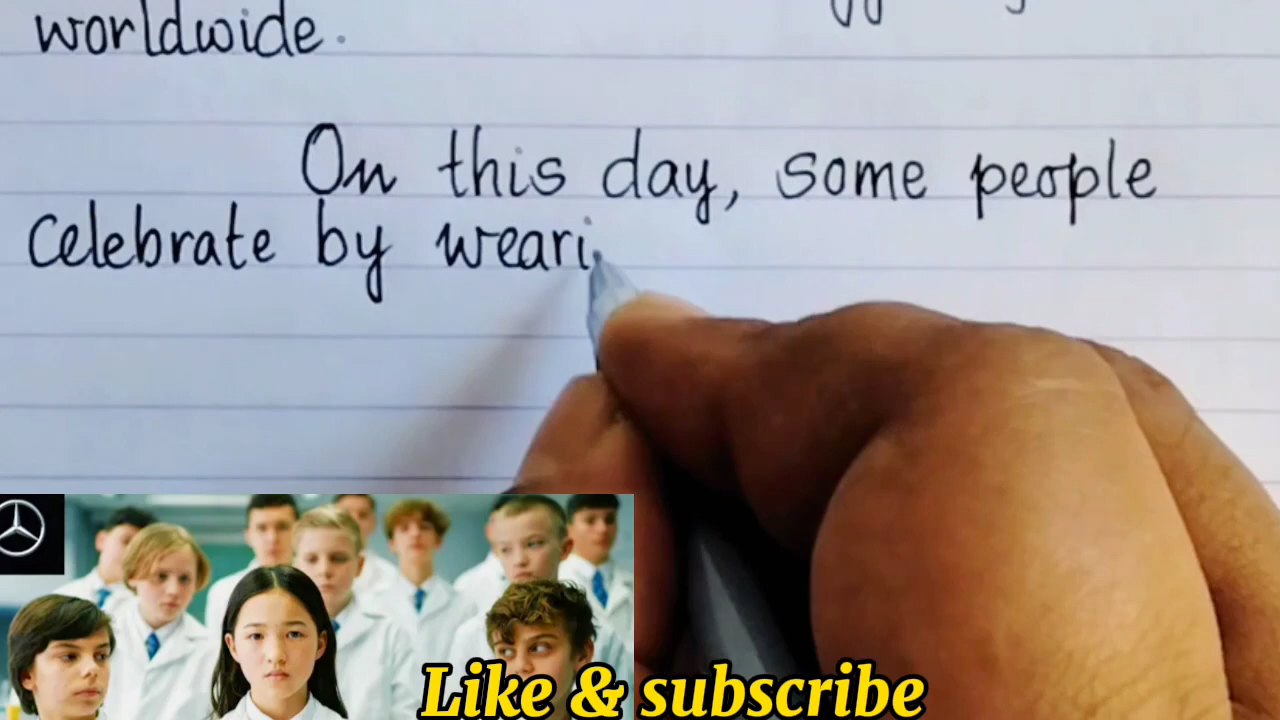 worldwide.
On this day, some people
celebrate by weari
Like & subscribe